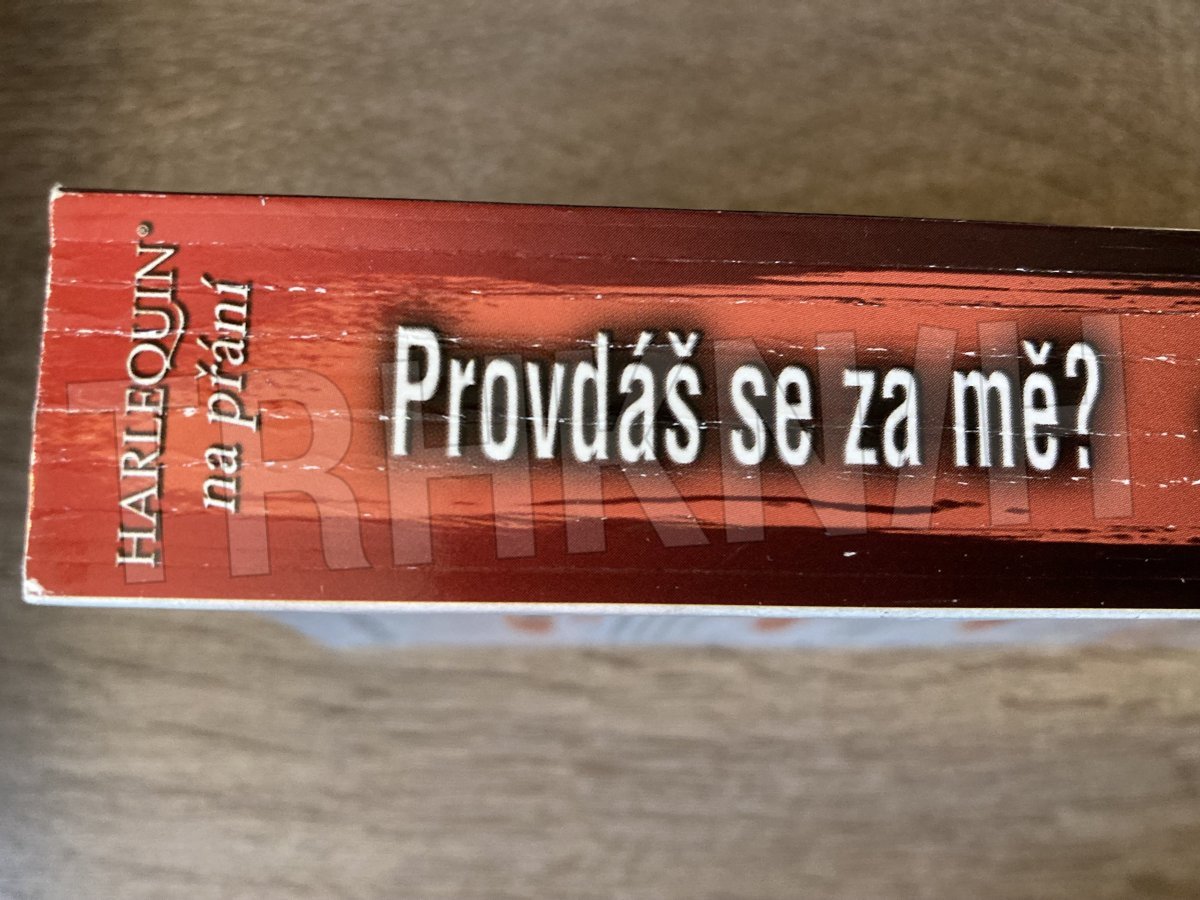 HARLEQUIN®
na přání
Provdáš se za mě?